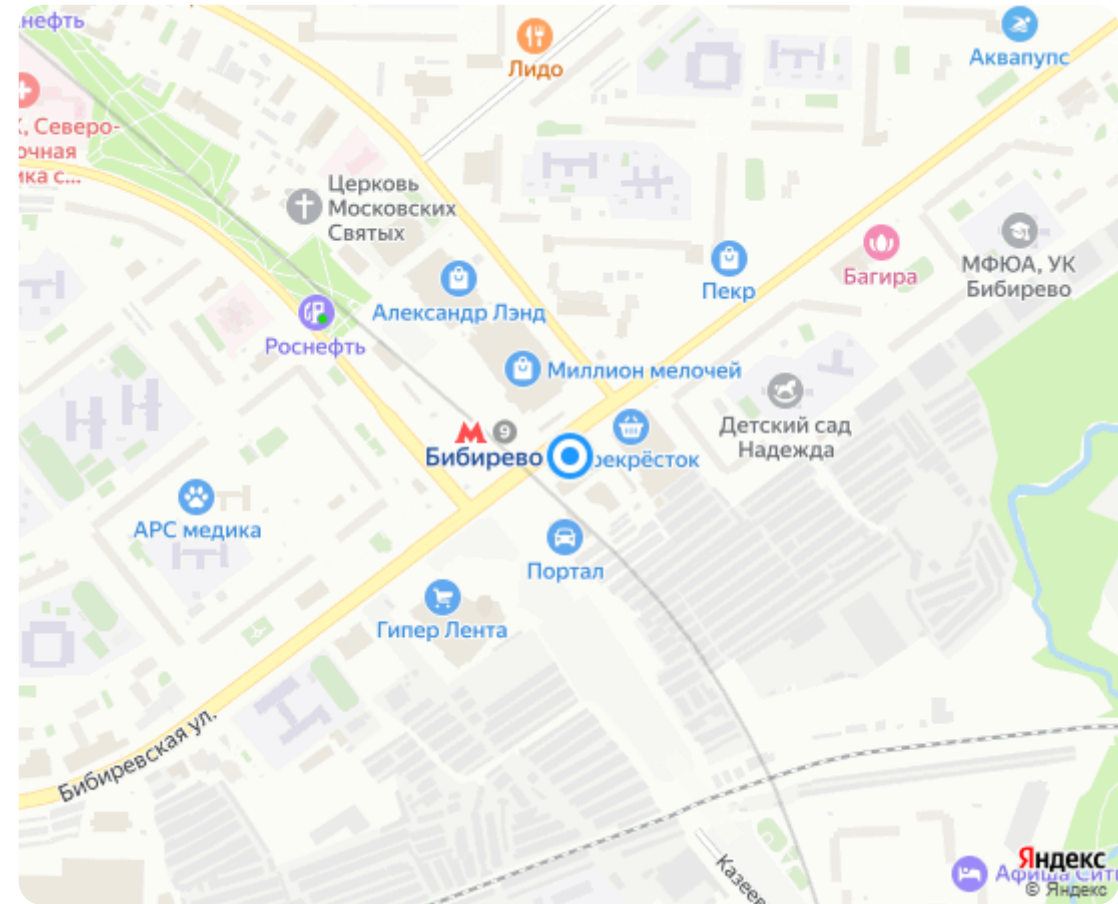 нефть
Лидо
Аквапупс
, Северо-
очная
ика с...
Церковь
Московских
Святых
Пекр
Багира
МФЮА, УК
Бибирево
Александр Лэнд
Роснефть
Миллион мелочей
9
Бибирево
рекрёсток
Детский сад
Надежда
АРС медика
Портал
Гипер Лента
Бибиревская ул.
Казеев
Яндекс
Афиша Сити
© Яндекс